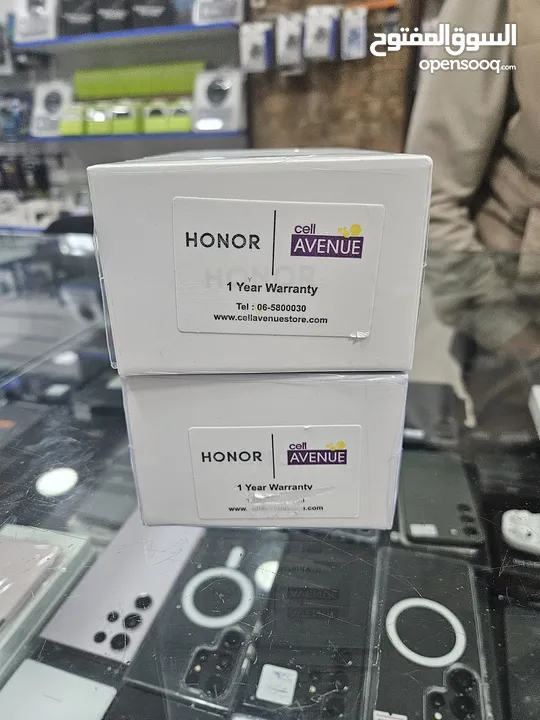 السوق المفتوح
opensooq.com
HONOR
cell
AVENUE
1 Year Warranty
Tel : 06-5800030
www.cellavenuestore.com
HONOR
cell
AVENUE
1 Year Warranty